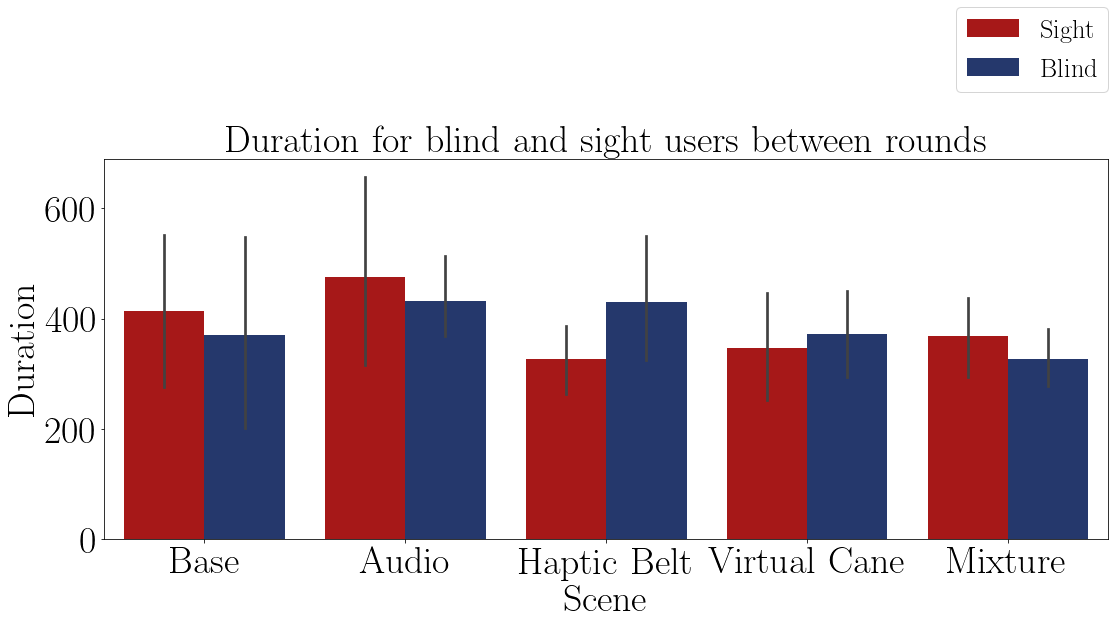 Sight
Blind
Duration for blind and sight users between rounds
600
400
200
0
Duration
Base Audio Haptic Belt Virtual Cane Mixture
Scene